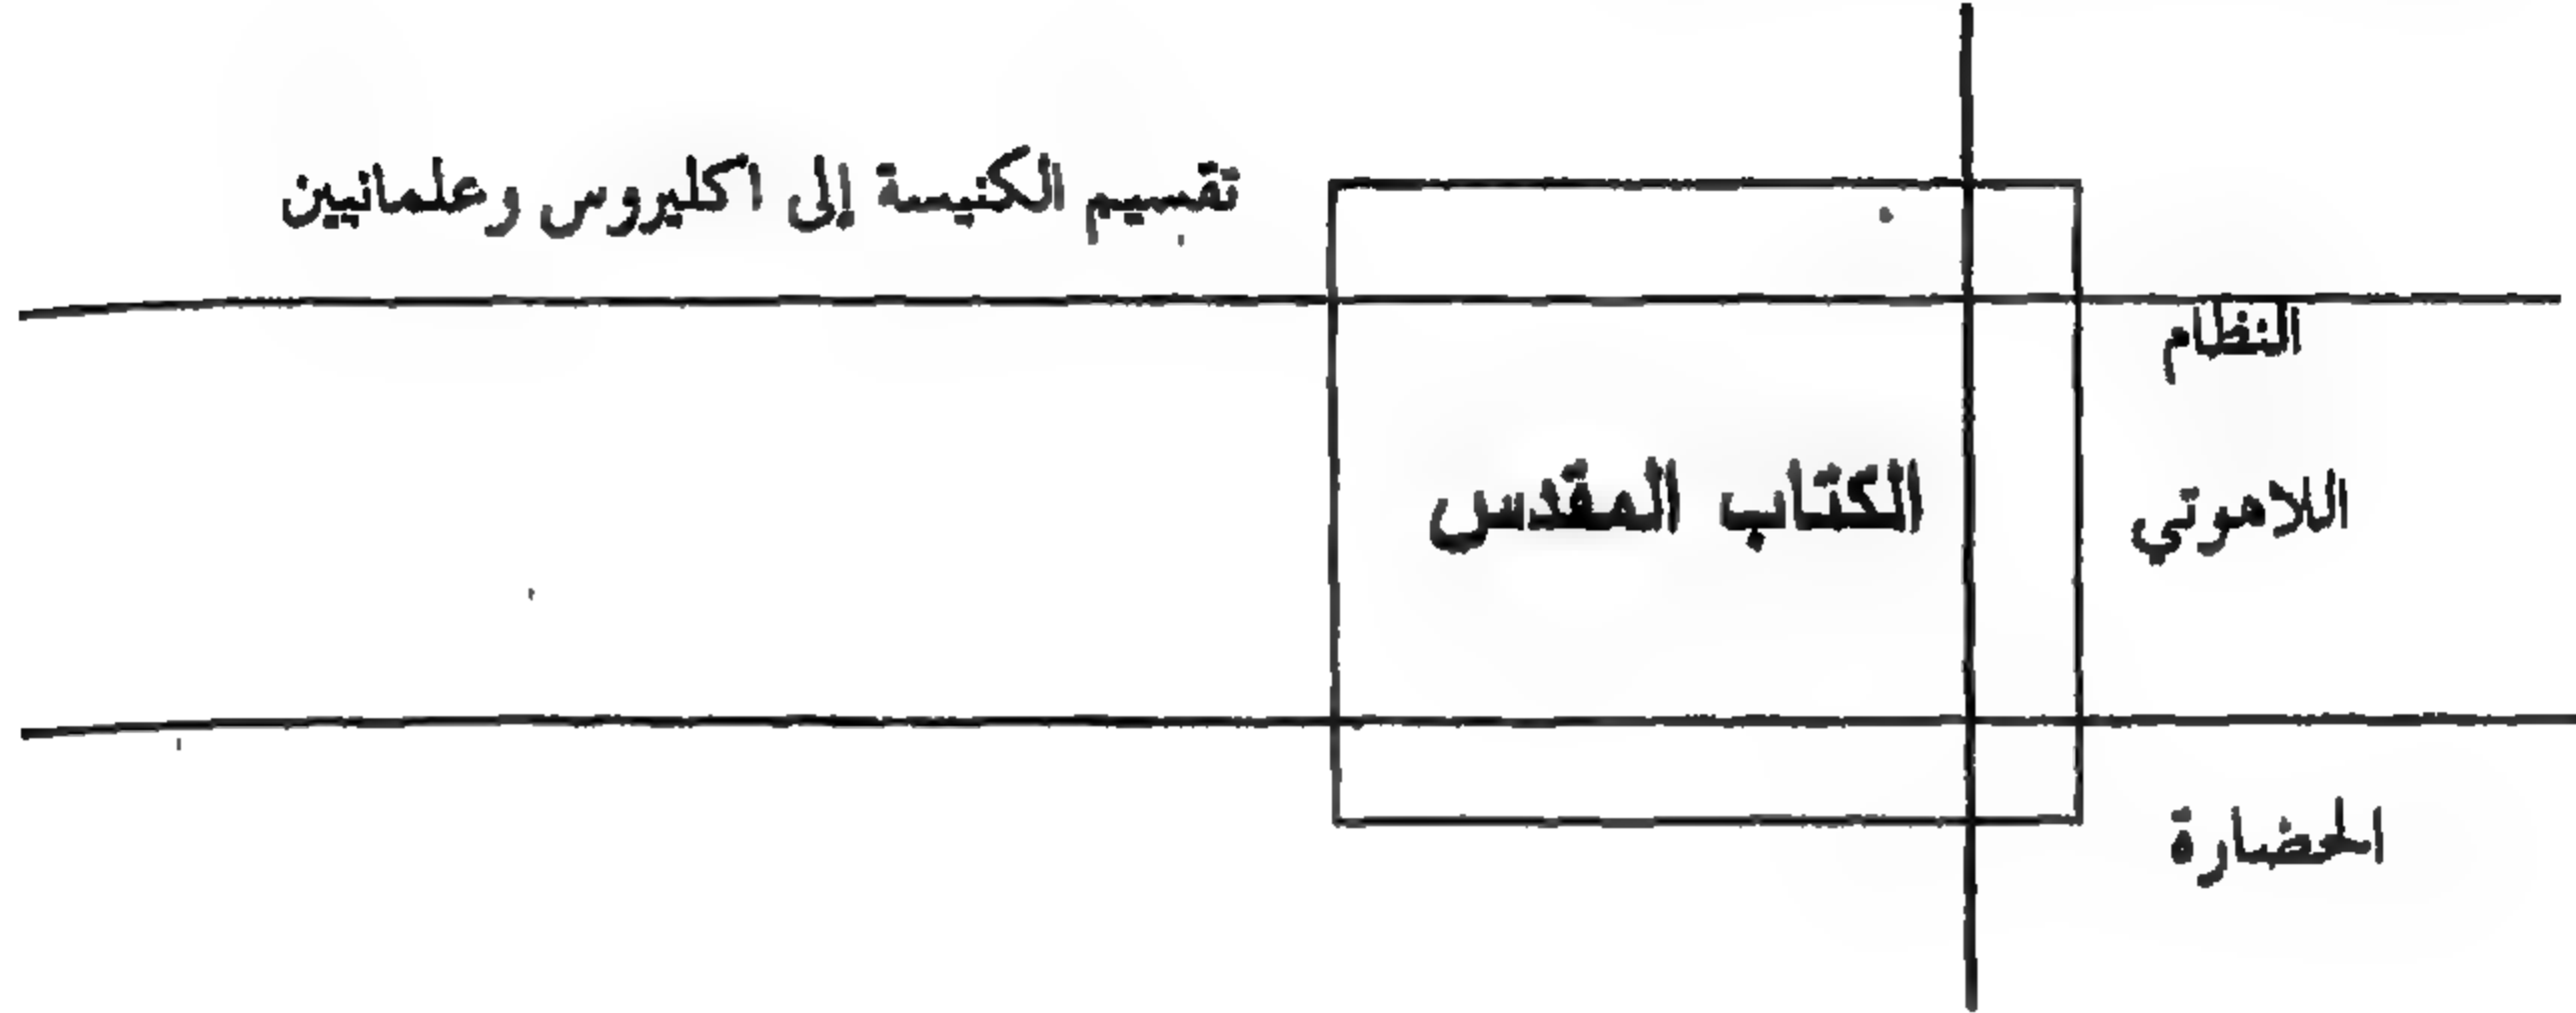 تقسيم الكنيسة إلى اكليروس وعلمانيين
النظام
اللاهوتي
الكتاب المقدس
الحضارة